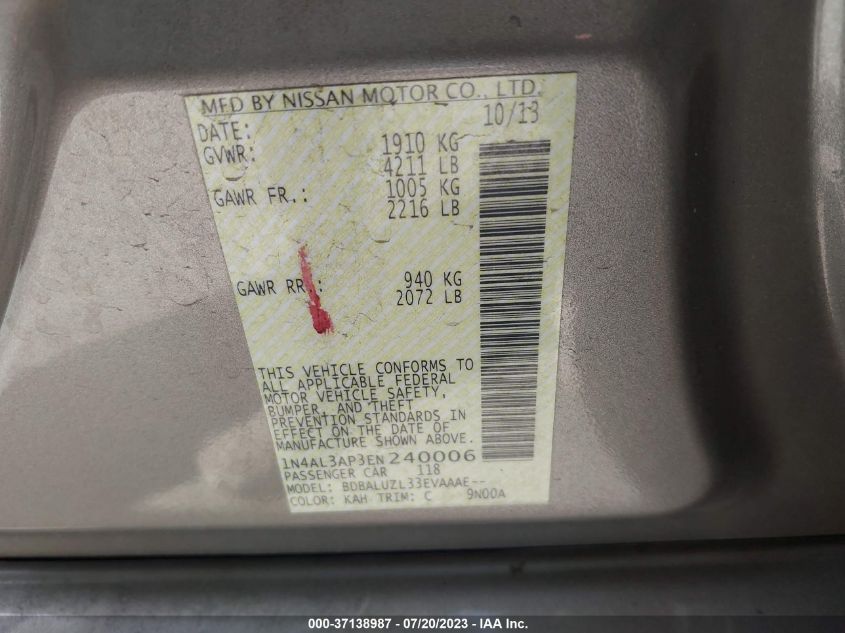 MFD BY NISSAN MOTOR CO., LTD.
DATE: 10/13
GVWR: 1910 KG
4211 LB
GAWR FR.: 1005 KG
2216 LB
GAWR RR.: 940 KG
2072 LB
THIS VEHICLE CONFORMS TO
ALL APPLICABLE FEDERAL
MOTOR VEHICLE SAFETY,
BUMPER, AND THEFT
PREVENTION STANDARDS IN
EFFECT ON THE DATE OF
MANUFACTURE SHOWN ABOVE.
1N4AL3AP3EN240006
PASSENGER CAR 118
MODEL: BDBALUZL33EVAAAE--
COLOR: KAH TRIM: C 9N00A
000-37138987 - 07/20/2023 - IAA Inc.